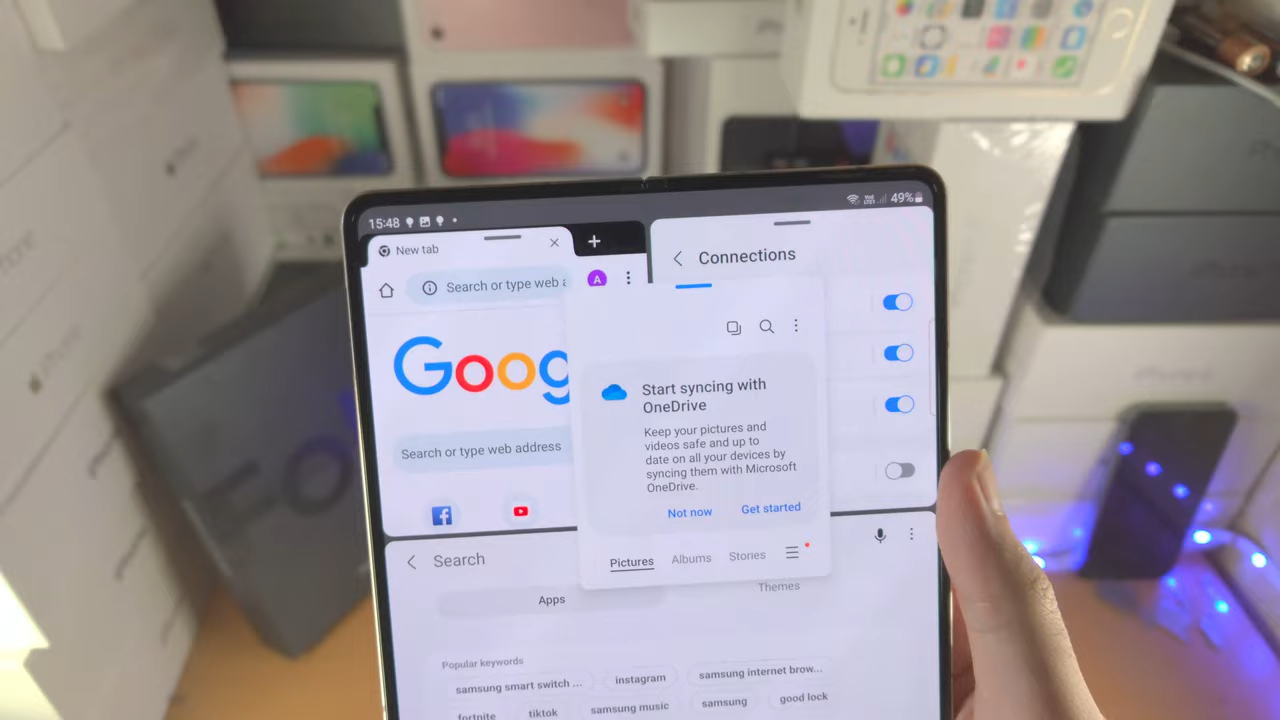 15:48
49%
New tab
Search or type web a
A
Goog
Search or type web address
Connections
Start syncing with
OneDrive
Keep your pictures and
videos safe and up to
date on all your devices by
syncing them with Microsoft
OneDrive.
Not now
Get started
Pictures
Albums
Stories
Search
Apps
Themes
Popular keywords
samsung smart switch ...
instagram
samsung internet brow...
fortnite
tiktok
samsung music
samsung
good lock